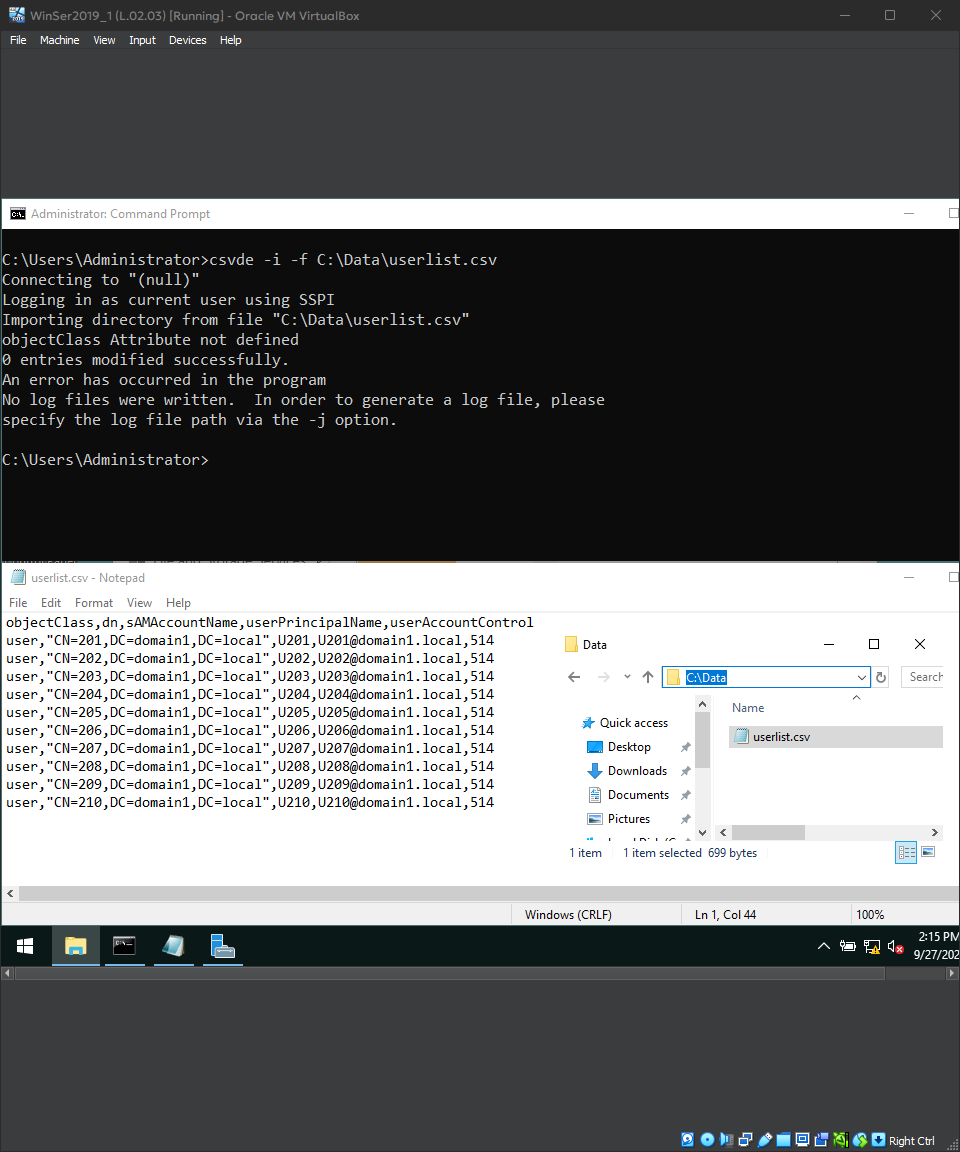 WinSer2019_1 (L.02.03) [Running] - Oracle VM VirtualBox
File Machine View Input Devices Help
Administrator: Command Prompt
C:\Users\Administrator>csvde -i -f C:\Data\userlist.csv
Connecting to "(null)"
Logging in as current user using SSPI
Importing directory from file "C:\Data\userlist.csv"
objectClass Attribute not defined
0 entries modified successfully.
An error has occurred in the program
No log files were written.  In order to generate a log file, please
specify the log file path via the -j option.
C:\Users\Administrator>
userlist.csv - Notepad
File Edit Format View Help
objectClass,dn,sAMAccountName,userPrincipalName,userAccountControl
user,"CN=201,DC=domain1,DC=local",U201,U201@domain1.local,514
user,"CN=202,DC=domain1,DC=local",U202,U202@domain1.local,514
user,"CN=203,DC=domain1,DC=local",U203,U203@domain1.local,514
user,"CN=204,DC=domain1,DC=local",U204,U204@domain1.local,514
user,"CN=205,DC=domain1,DC=local",U205,U205@domain1.local,514
user,"CN=206,DC=domain1,DC=local",U206,U206@domain1.local,514
user,"CN=207,DC=domain1,DC=local",U207,U207@domain1.local,514
user,"CN=208,DC=domain1,DC=local",U208,U208@domain1.local,514
user,"CN=209,DC=domain1,DC=local",U209,U209@domain1.local,514
user,"CN=210,DC=domain1,DC=local",U210,U210@domain1.local,514
Data
C:\Data
Search
Name
Quick access
Desktop
Downloads
Documents
Pictures
userlist.csv
1 item 1 item selected 699 bytes
Windows (CRLF) Ln 1, Col 44 100%
2:15 PM
9/27/202
Right Ctrl